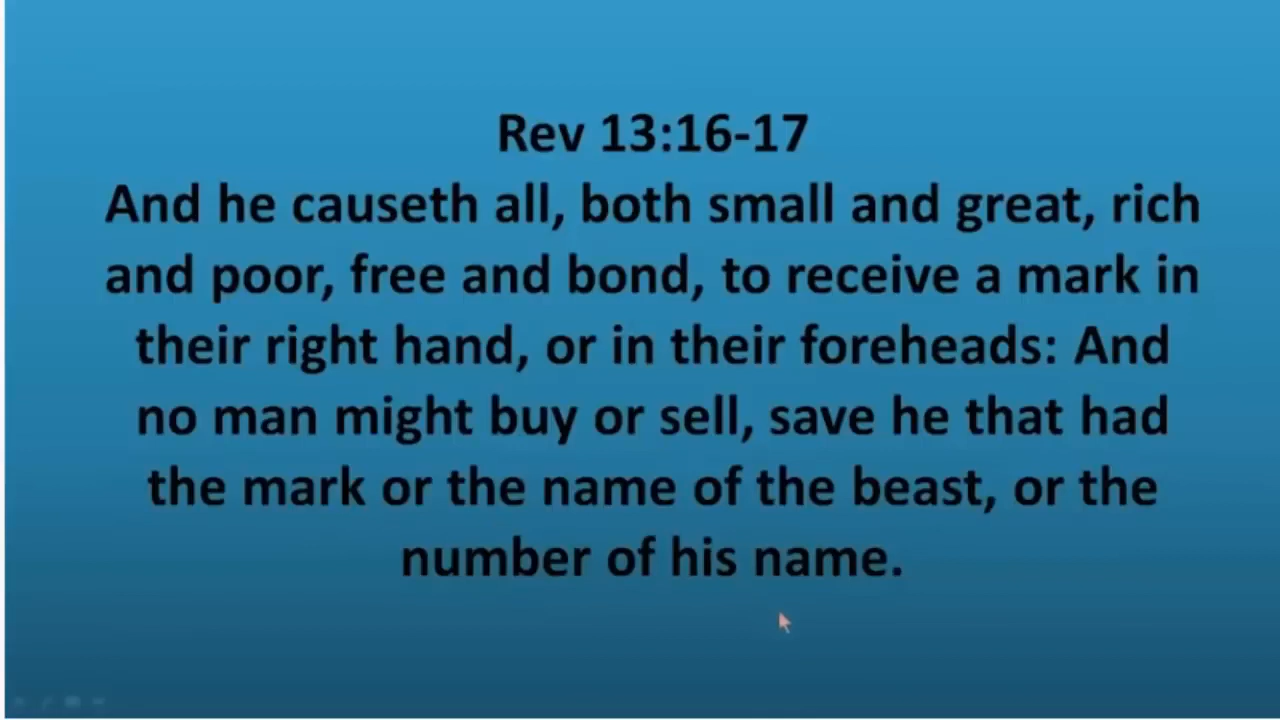 Rev 13:16-17
And he causeth all, both small and great, rich
and poor, free and bond, to receive a mark in
their right hand, or in their foreheads: And
no man might buy or sell, save he that had
the mark or the name of the beast, or the
number of his name.